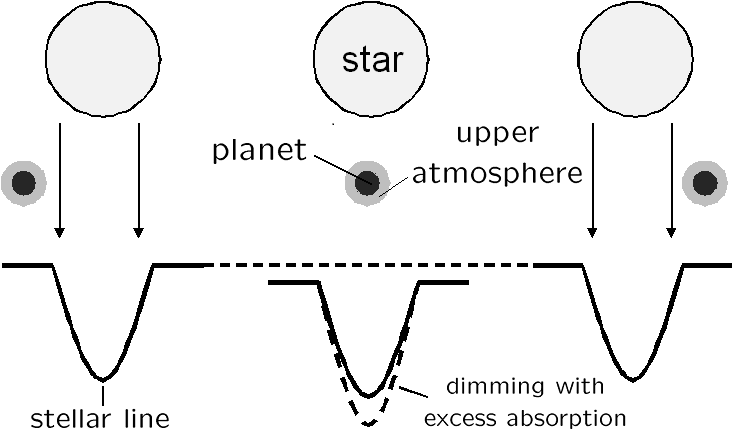 star
planet
upper
atmosphere
stellar line
dimming with
excess absorption